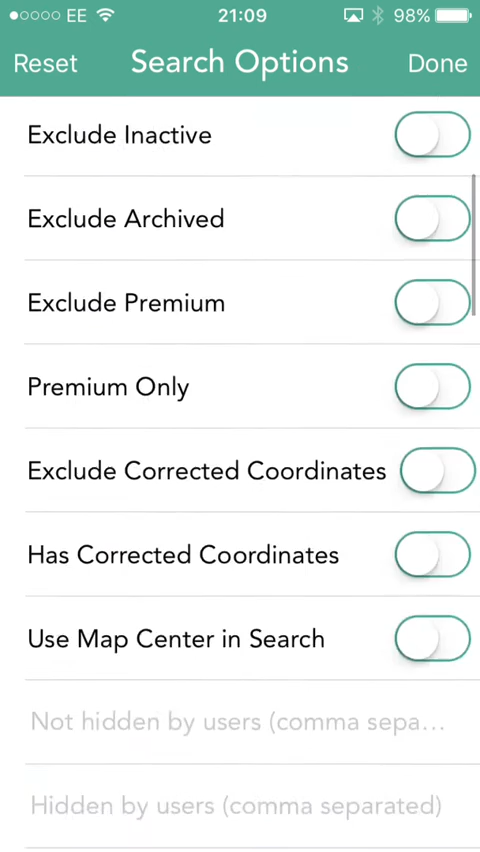 EE 21:09 98%
Reset Search Options Done
Exclude Inactive
Exclude Archived
Exclude Premium
Premium Only
Exclude Corrected Coordinates
Has Corrected Coordinates
Use Map Center in Search
Not hidden by users (comma sepa...
Hidden by users (comma separated)